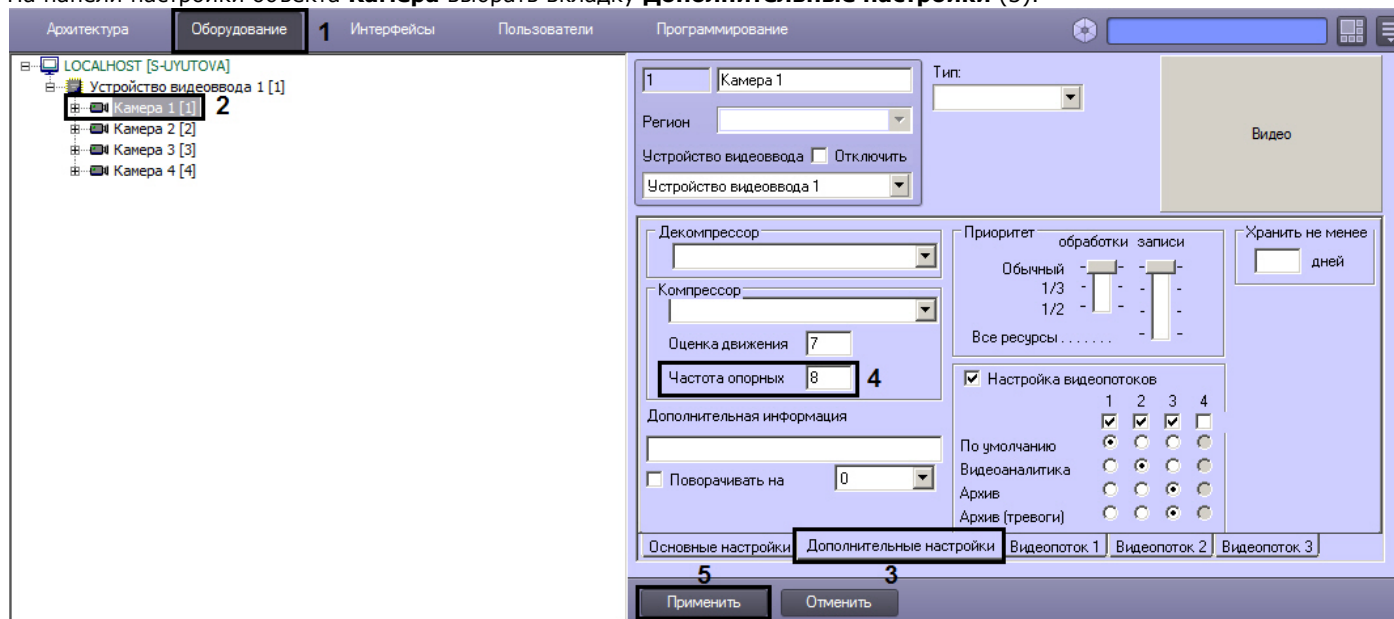 На панели настройки объекта Камера выбрать вкладку Дополнительные настройки (3).
Архитектура Оборудование 1 Интерфейсы Пользователи Программирование
LOCALHOST [S-UYUTOVA]
Устройство видеоввода 1 [1]
Камера 1 [1] 2
Камера 2 [2]
Камера 3 [3]
Камера 4 [4]
1 Камера 1
Тип:
Регион
Устройство видеоввода Отключить
Устройство видеоввода 1
Видео
Декомпрессор
Компрессор
Оценка движения 7
Частота опорных 8 4
Дополнительная информация
Поворачивать на 0
Приоритет
обработки записи
Обычный
1/3
1/2
Все ресурсы . . . . . . .
Настройка видеопотоков
1 2 3 4
По умолчанию
Видеоаналитика
Архив
Архив (тревоги)
Хранить не менее
дней
Основные настройки Дополнительные настройки Видеопоток 1 Видеопоток 2 Видеопоток 3
5 3
Применить Отменить